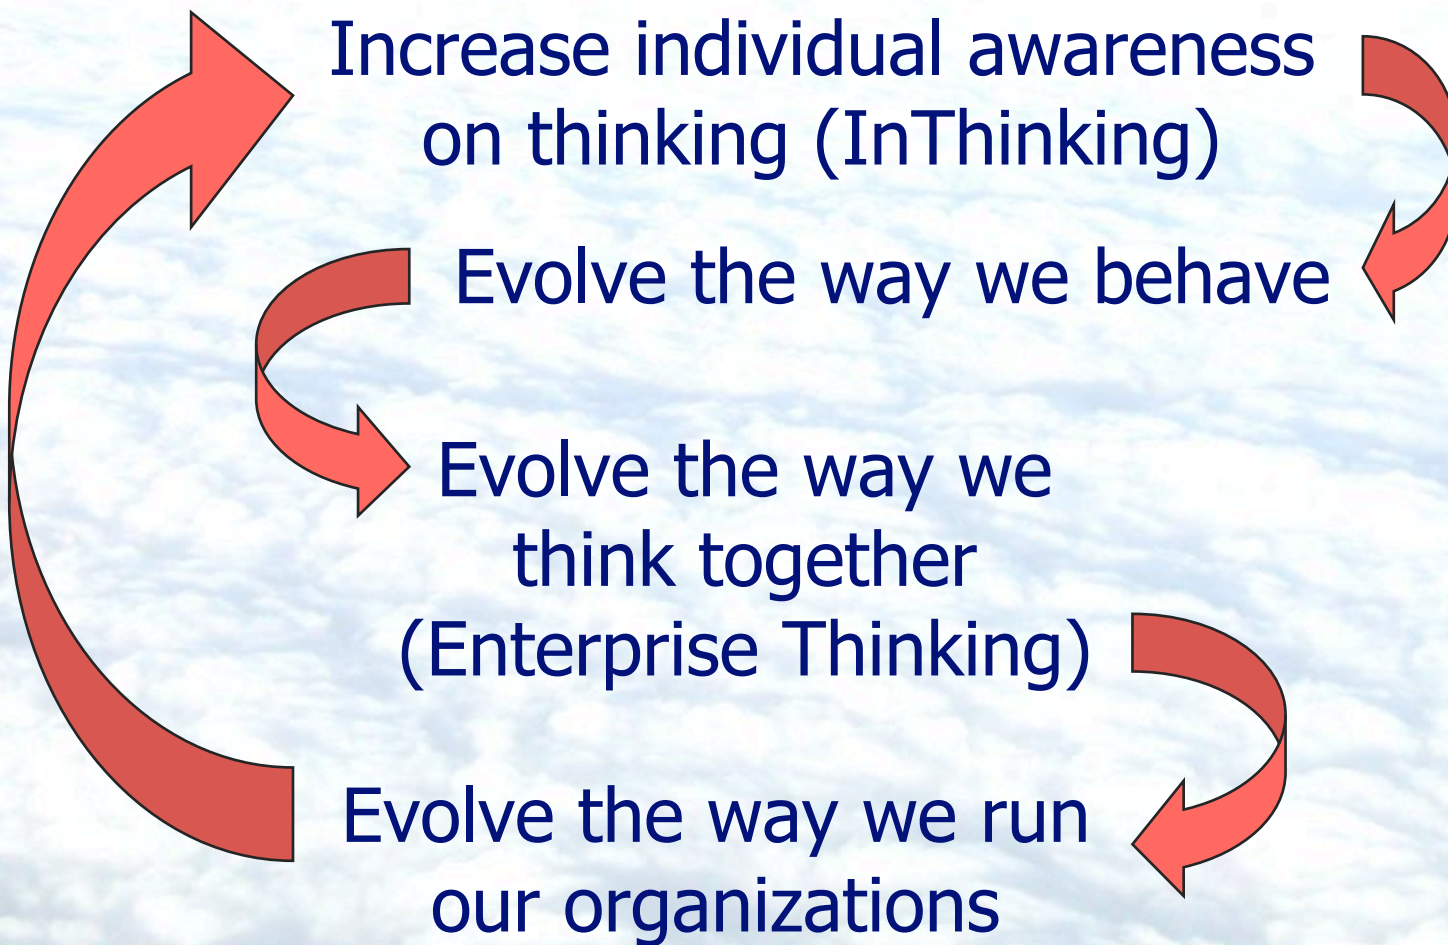 Increase individual awareness
on thinking (InThinking)
Evolve the way we behave
Evolve the way we
think together
(Enterprise Thinking)
Evolve the way we run
our organizations